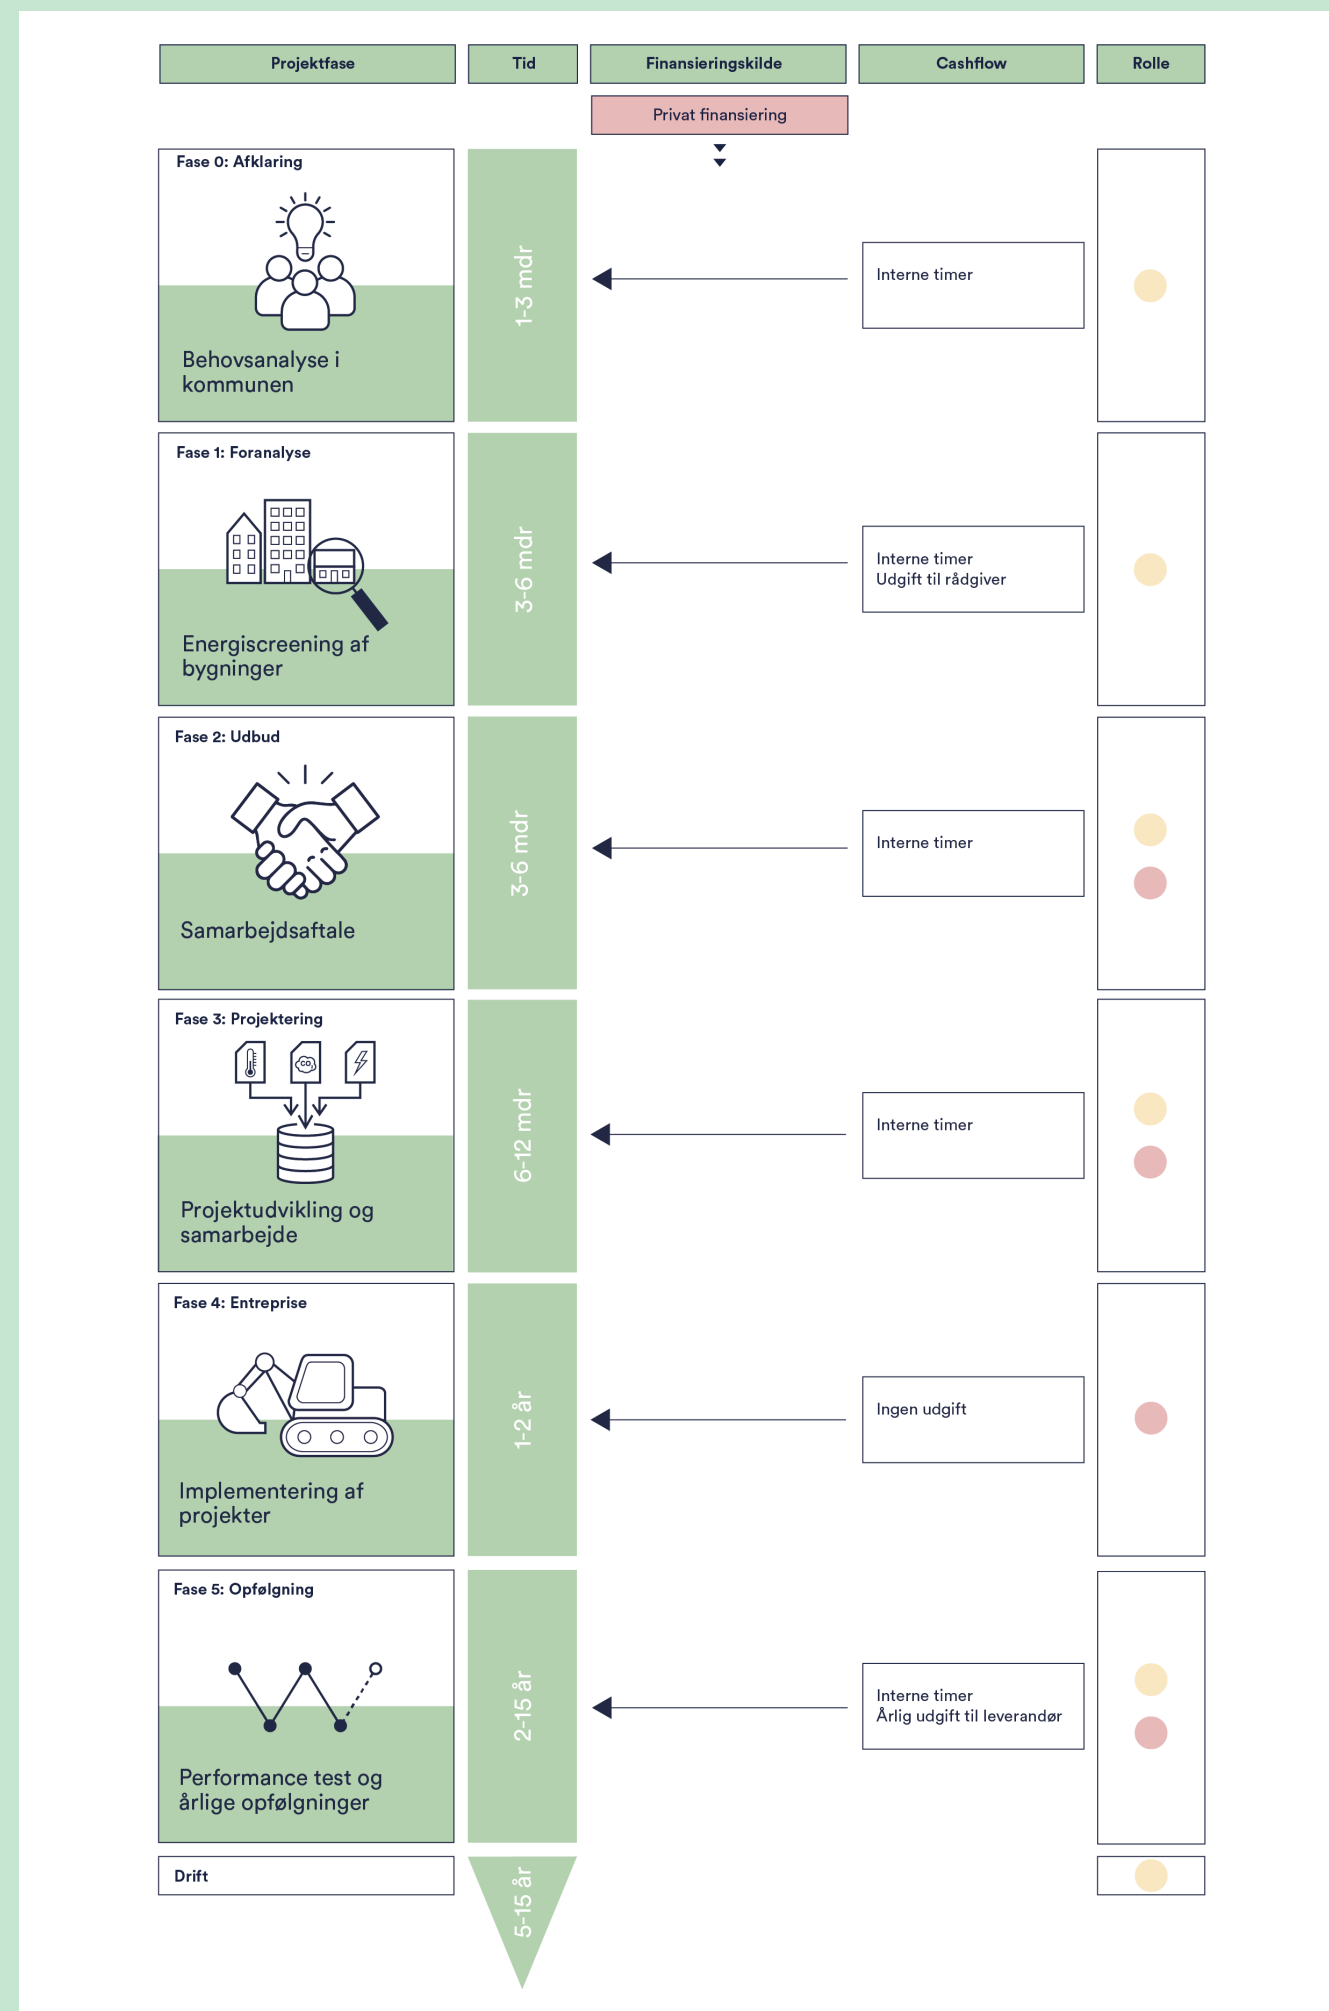 Projektfase
Tid
Finansieringskilde
Cashflow
Rolle
Privat finansiering
Fase 0: Afklaring
Behovsanalyse i
kommunen
1-3 mdr
Interne timer
Fase 1: Foranalyse
Energiscreening af
bygninger
3-6 mdr
Interne timer
Udgift til rådgiver
Fase 2: Udbud
Samarbejdsaftale
3-6 mdr
Interne timer
Fase 3: Projektering
CO₂
Projektudvikling og
samarbejde
6-12 mdr
Interne timer
Fase 4: Entreprise
Implementering af
projekter
1-2 år
Ingen udgift
Fase 5: Opfølgning
Performance test og
årlige opfølgninger
2-15 år
Interne timer
Årlig udgift til leverandør
Drift
5-15 år